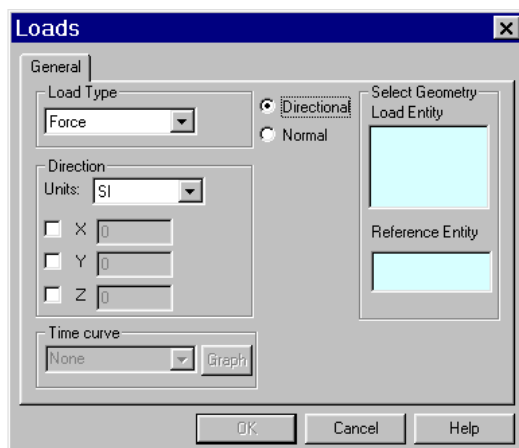 Loads
General
Load Type
Force
Directional
Normal
Select Geometry
Load Entity
Reference Entity
Direction
Units: SI
X 0
Y 0
Z 0
Time curve
None
Graph
OK
Cancel
Help